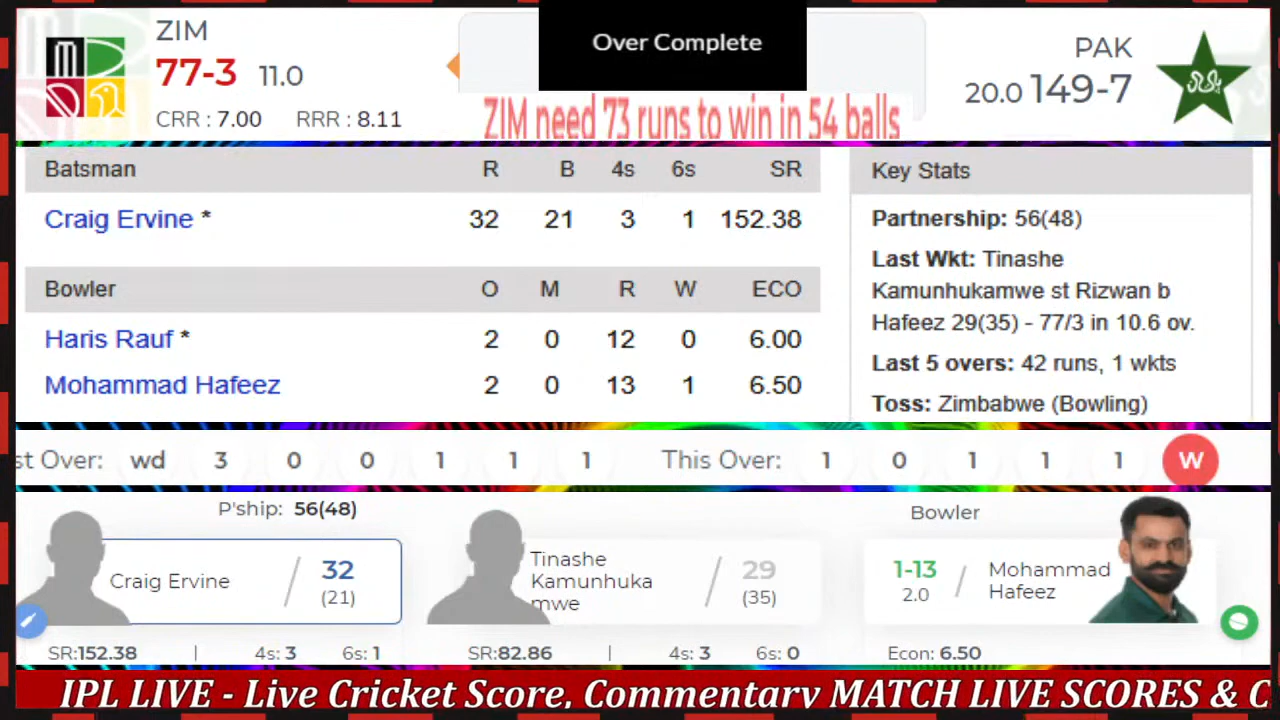 ZIM
77-3 11.0
CRR : 7.00 RRR : 8.11
Over Complete
ZIM need 73 runs to win in 54 balls
PAK
20.0 149-7
Batsman R B 4s 6s SR
Craig Ervine * 32 21 3 1 152.38
Bowler O M R W ECO
Haris Rauf * 2 0 12 0 6.00
Mohammad Hafeez 2 0 13 1 6.50
Key Stats
Partnership: 56(48)
Last Wkt: Tinashe
Kamunhukamwe st Rizwan b
Hafeez 29(35) - 77/3 in 10.6 ov.
Last 5 overs: 42 runs, 1 wkts
Toss: Zimbabwe (Bowling)
st Over: wd 3 0 0 1 1 1 This Over: 1 0 1 1 1 W
P'ship: 56(48)
Craig Ervine / 32
(21)
SR:152.38 | 4s: 3 6s: 1
Tinashe
Kamunhuka
mwe
/ 29
(35)
SR:82.86 | 4s: 3 6s: 0
Bowler
1-13
2.0
/ Mohammad
Hafeez
Econ: 6.50
IPL LIVE - Live Cricket Score, Commentary MATCH LIVE SCORES & C